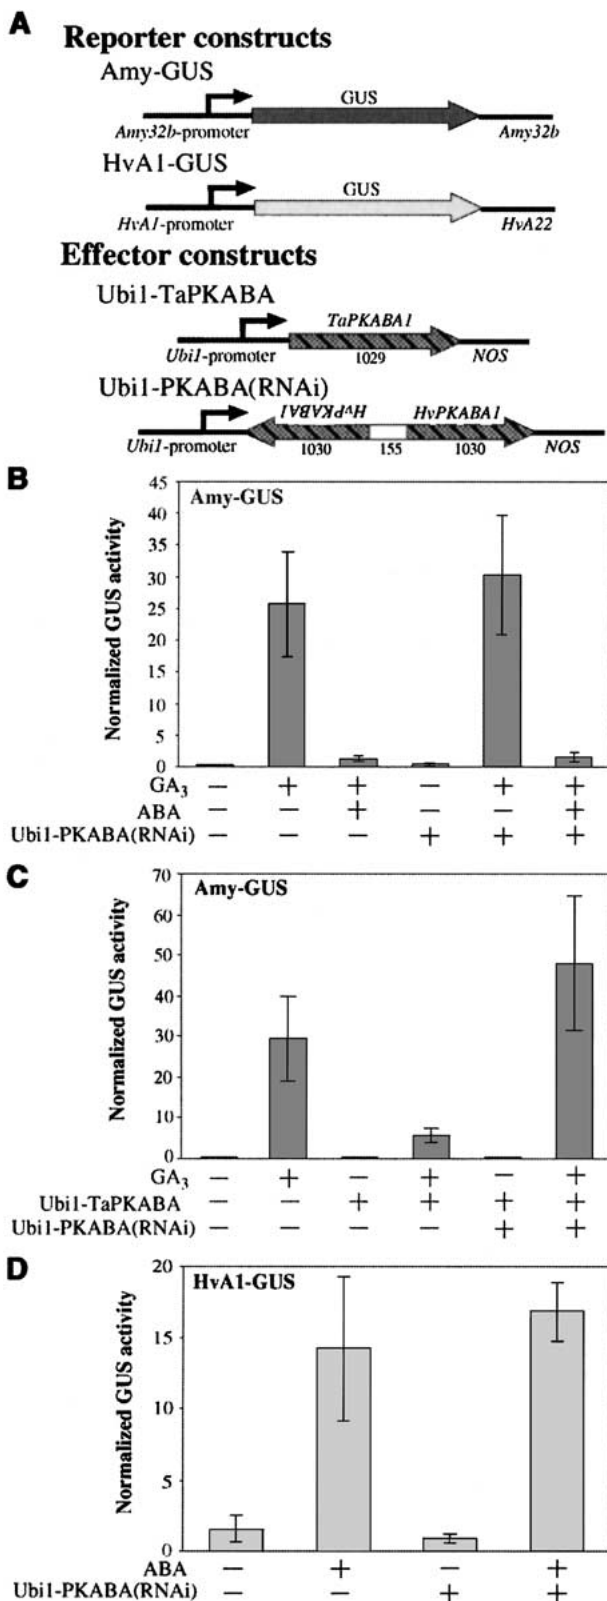 A
Reporter constructs
Amy-GUS
GUS
Amy32b-promoter
Amy32b
HvA1-GUS
GUS
HvA1-promoter
HvA22
Effector constructs
Ubi1-TaPKABA
TaPKABA1
Ubi1-promoter
1029
NOS
Ubi1-PKABA(RNAi)
HvPKABA1
HvPKABA1
Ubi1-promoter
1030
155
1030
NOS
B
Amy-GUS
Normalized GUS activity
45
40
35
30
25
20
15
10
5
0
GA3 − + + − + +
ABA − − + − − +
Ubi1-PKABA(RNAi) − − − + + +
C
Amy-GUS
Normalized GUS activity
70
60
50
40
30
20
10
0
GA3 − + − + − +
Ubi1-TaPKABA − − + + + +
Ubi1-PKABA(RNAi) − − − − + +
D
HvA1-GUS
Normalized GUS activity
20
15
10
5
0
ABA − + − +
Ubi1-PKABA(RNAi) − − + +